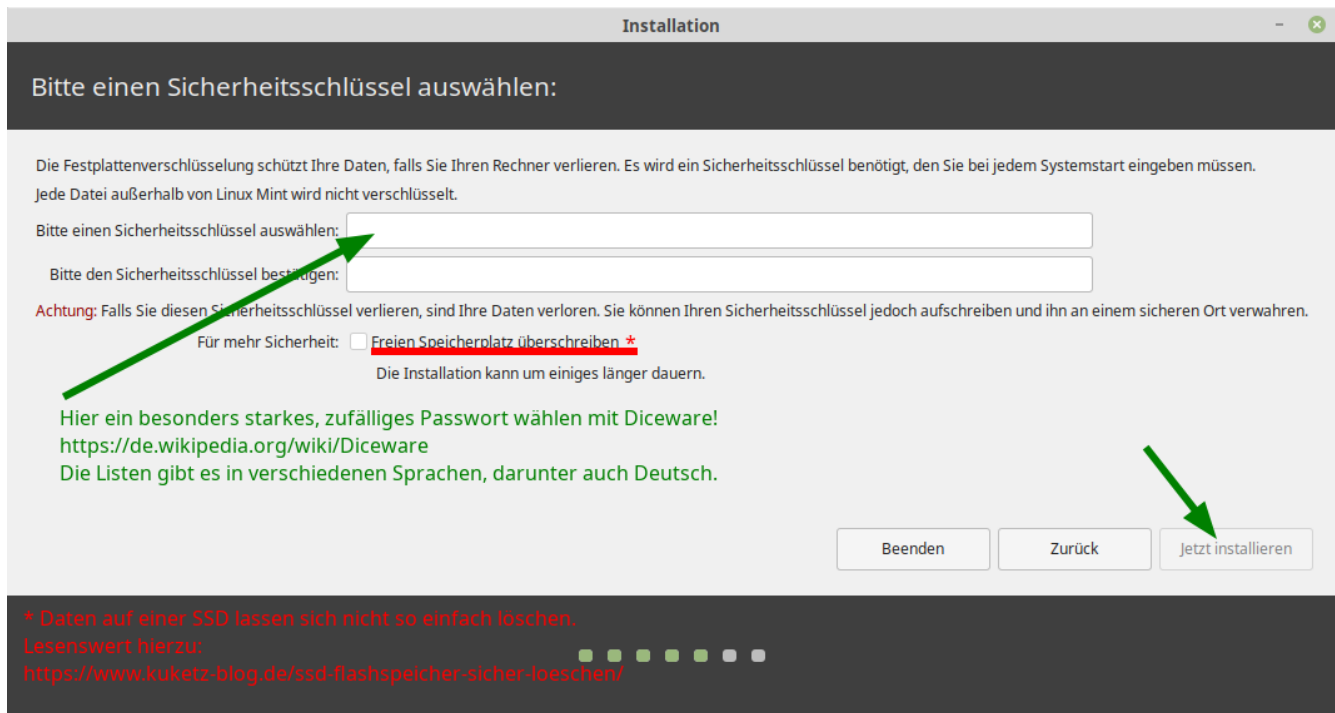 Installation
Bitte einen Sicherheitsschlüssel auswählen:
Die Festplattenverschlüsselung schützt Ihre Daten, falls Sie Ihren Rechner verlieren. Es wird ein Sicherheitsschlüssel benötigt, den Sie bei jedem Systemstart eingeben müssen.
Jede Datei außerhalb von Linux Mint wird nicht verschlüsselt.
Bitte einen Sicherheitsschlüssel auswählen:
Bitte den Sicherheitsschlüssel bestätigen:
Achtung: Falls Sie diesen Sicherheitsschlüssel verlieren, sind Ihre Daten verloren. Sie können Ihren Sicherheitsschlüssel jedoch aufschreiben und ihn an einem sicheren Ort verwahren.
Für mehr Sicherheit: Freien Speicherplatz überschreiben *
Die Installation kann um einiges länger dauern.
Hier ein besonders starkes, zufälliges Passwort wählen mit Diceware!
https://de.wikipedia.org/wiki/Diceware
Die Listen gibt es in verschiedenen Sprachen, darunter auch Deutsch.
Beenden Zurück Jetzt installieren
* Daten auf einer SSD lassen sich nicht so einfach löschen.
Lesenswert hierzu:
https://www.kuketz-blog.de/ssd-flashspeicher-sicher-loeschen/